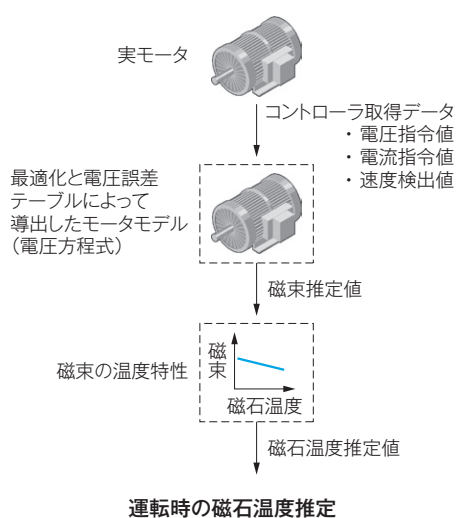 実モータ
コントローラ取得データ
・電圧指令値
・電流指令値
・速度検出値
最適化と電圧誤差
テーブルによって
導出したモータモデル
（電圧方程式）
磁束推定値
磁束の温度特性
磁
束
磁石温度
磁石温度推定値
運転時の磁石温度推定